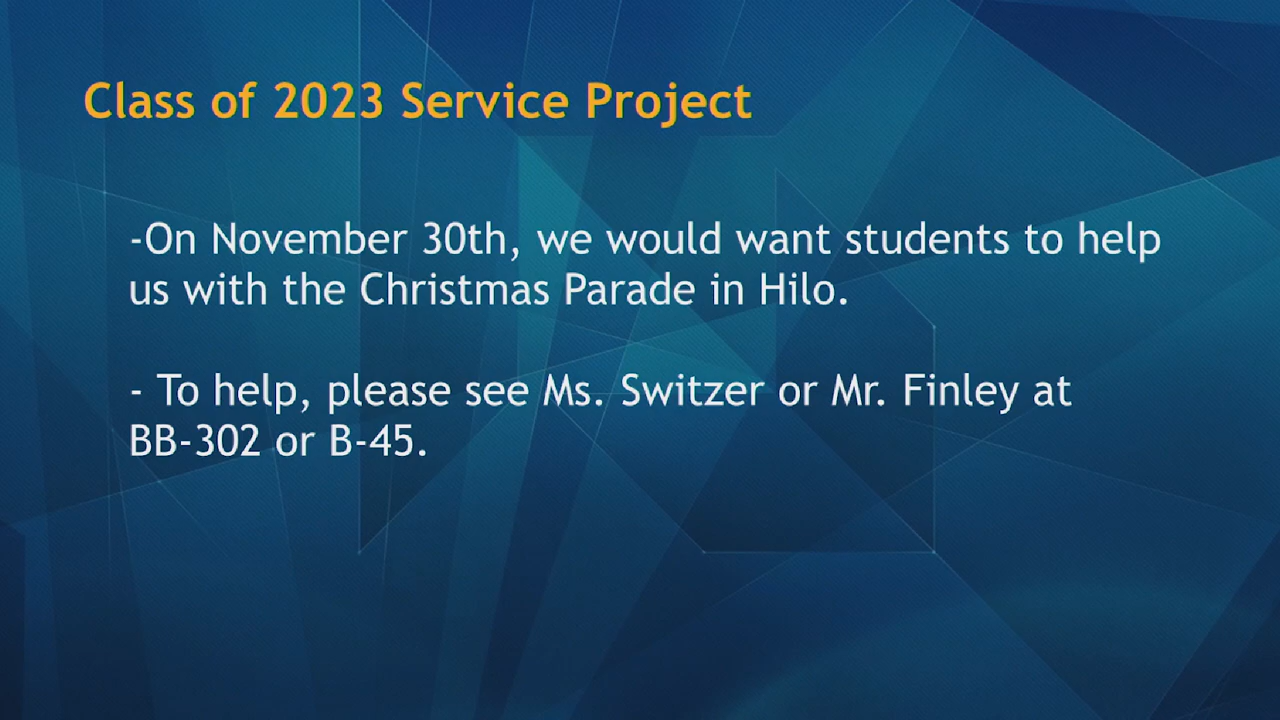 Class of 2023 Service Project
-On November 30th, we would want students to help
us with the Christmas Parade in Hilo.
- To help, please see Ms. Switzer or Mr. Finley at
BB-302 or B-45.